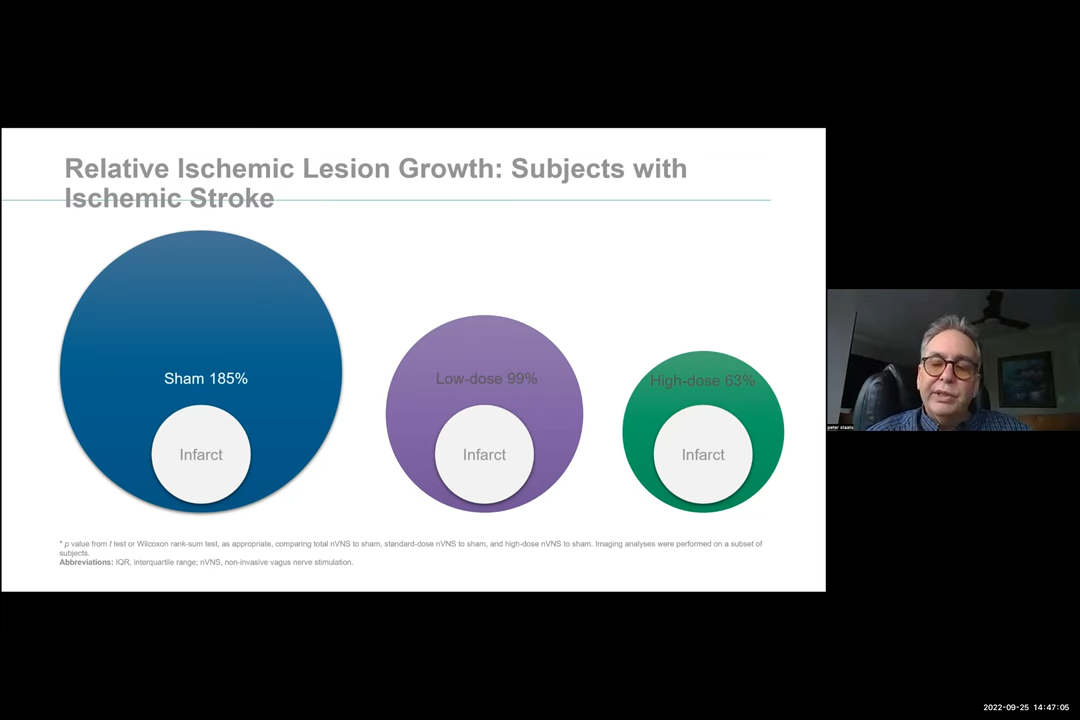 Relative Ischemic Lesion Growth: Subjects with
Ischemic Stroke
Sham 185%
Low-dose 99%
High-dose 63%
Infarct
Infarct
Infarct
* p value from t test or Wilcoxon rank-sum test, as appropriate, comparing total nVNS to sham, standard-dose nVNS to sham, and high-dose nVNS to sham. Imaging analyses were performed on a subset of
subjects.
Abbreviations: IQR, interquartile range; nVNS, non-invasive vagus nerve stimulation.
peter staats
2022-09-25 14:47:05